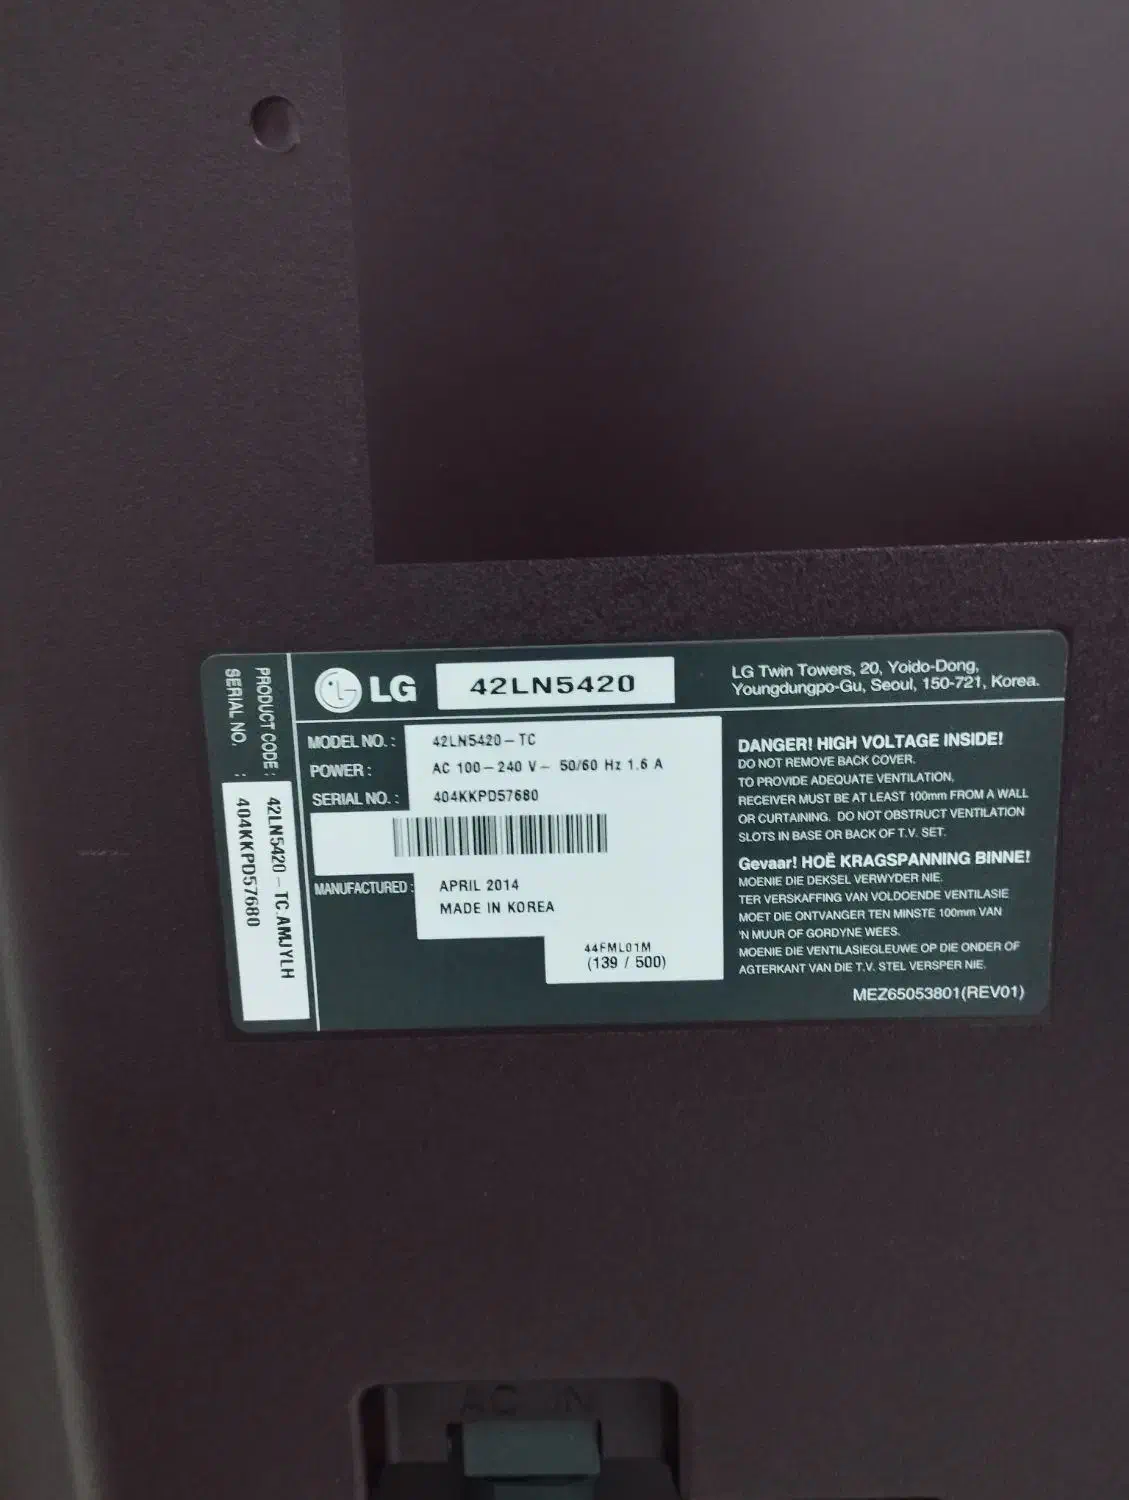 PRODUCT CODE : 42LN5420-TC.AMJYLH
SERIAL NO. : 404KKPD57680
LG 42LN5420
LG Twin Towers, 20, Yoido-Dong,
Youngdungpo-Gu, Seoul, 150-721, Korea.
MODEL NO. : 42LN5420-TC
POWER : AC 100-240 V~ 50/60 Hz 1.6 A
SERIAL NO. : 404KKPD57680
MANUFACTURED : APRIL 2014
MADE IN KOREA
44FML01M
(139 / 500)
DANGER! HIGH VOLTAGE INSIDE!
DO NOT REMOVE BACK COVER.
TO PROVIDE ADEQUATE VENTILATION,
RECEIVER MUST BE AT LEAST 100mm FROM A WALL
OR CURTAINING. DO NOT OBSTRUCT VENTILATION
SLOTS IN BASE OR BACK OF T.V. SET.
Gevaar! HOË KRAGSPANNING BINNE!
MOENIE DIE DEKSEL VERWYDER NIE.
TER VERSKAFFING VAN VOLDOENDE VENTILASIE
MOET DIE ONTVANGER TEN MINSTE 100mm VAN
'N MUUR OF GORDYNE WEES.
MOENIE DIE VENTILASIEGLEUWE OP DIE ONDER OF
AGTERKANT VAN DIE T.V. STEL VERSPER NIE.
MEZ65053801(REV01)
AC IN